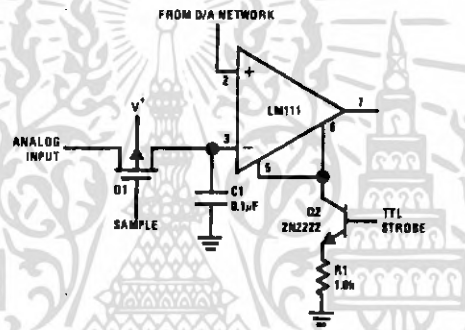 FROM D/A NETWORK
2
+
LM111
7
V+
ANALOG
INPUT
3
−
6
5
Q1
C1
0.1μF
SAMPLE
Q2
2N2222
TTL
STROBE
R1
1.0k